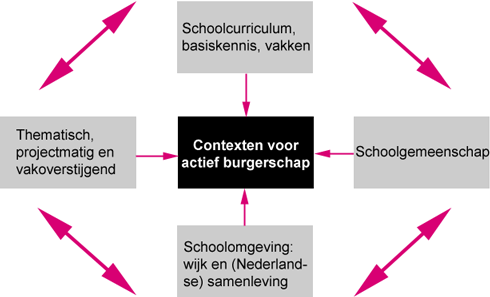 Schoolcurriculum,
basiskennis, vakken
Thematisch,
projectmatig en
vakoverstijgend
Contexten voor
actief burgerschap
Schoolgemeenschap
Schoolomgeving:
wijk en (Nederland-
se) samenleving